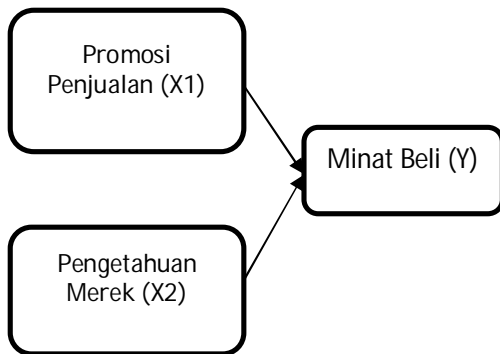 Promosi
Penjualan (X1)
Minat Beli (Y)
Pengetahuan
Merek (X2)